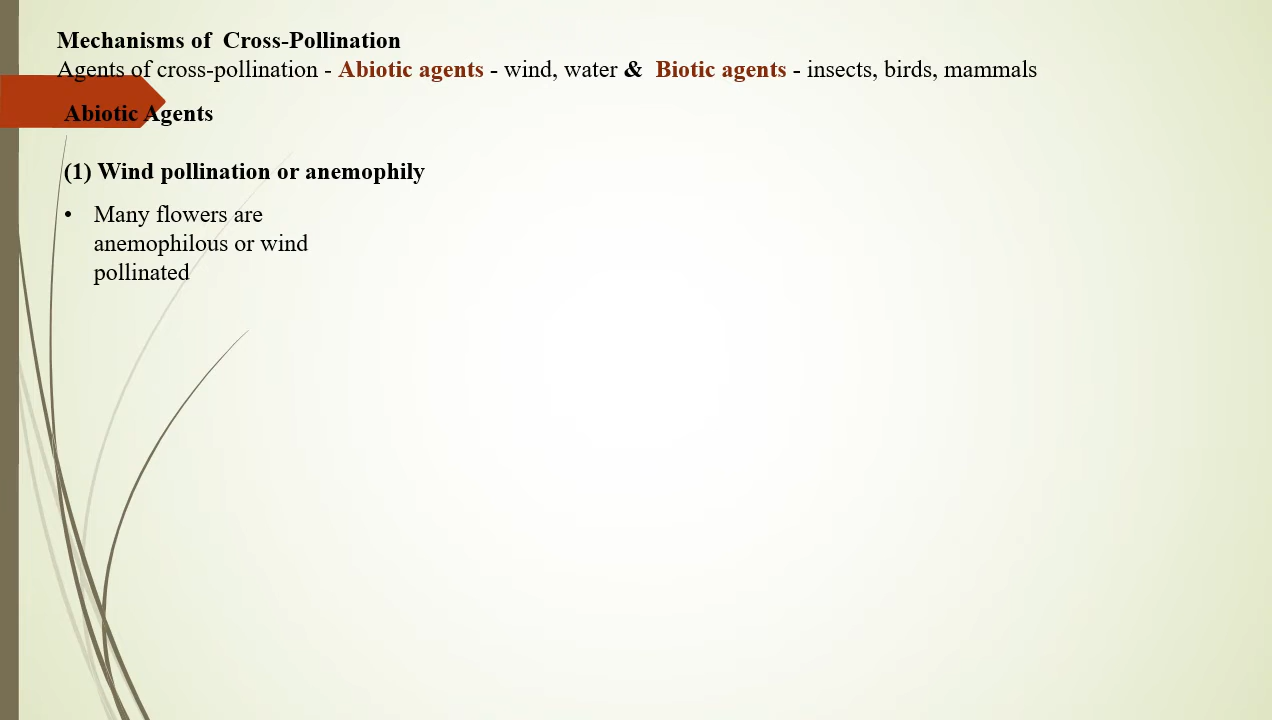 Mechanisms of  Cross-Pollination
Agents of cross-pollination - Abiotic agents - wind, water &  Biotic agents - insects, birds, mammals
Abiotic Agents
(1) Wind pollination or anemophily
• Many flowers are
anemophilous or wind
pollinated